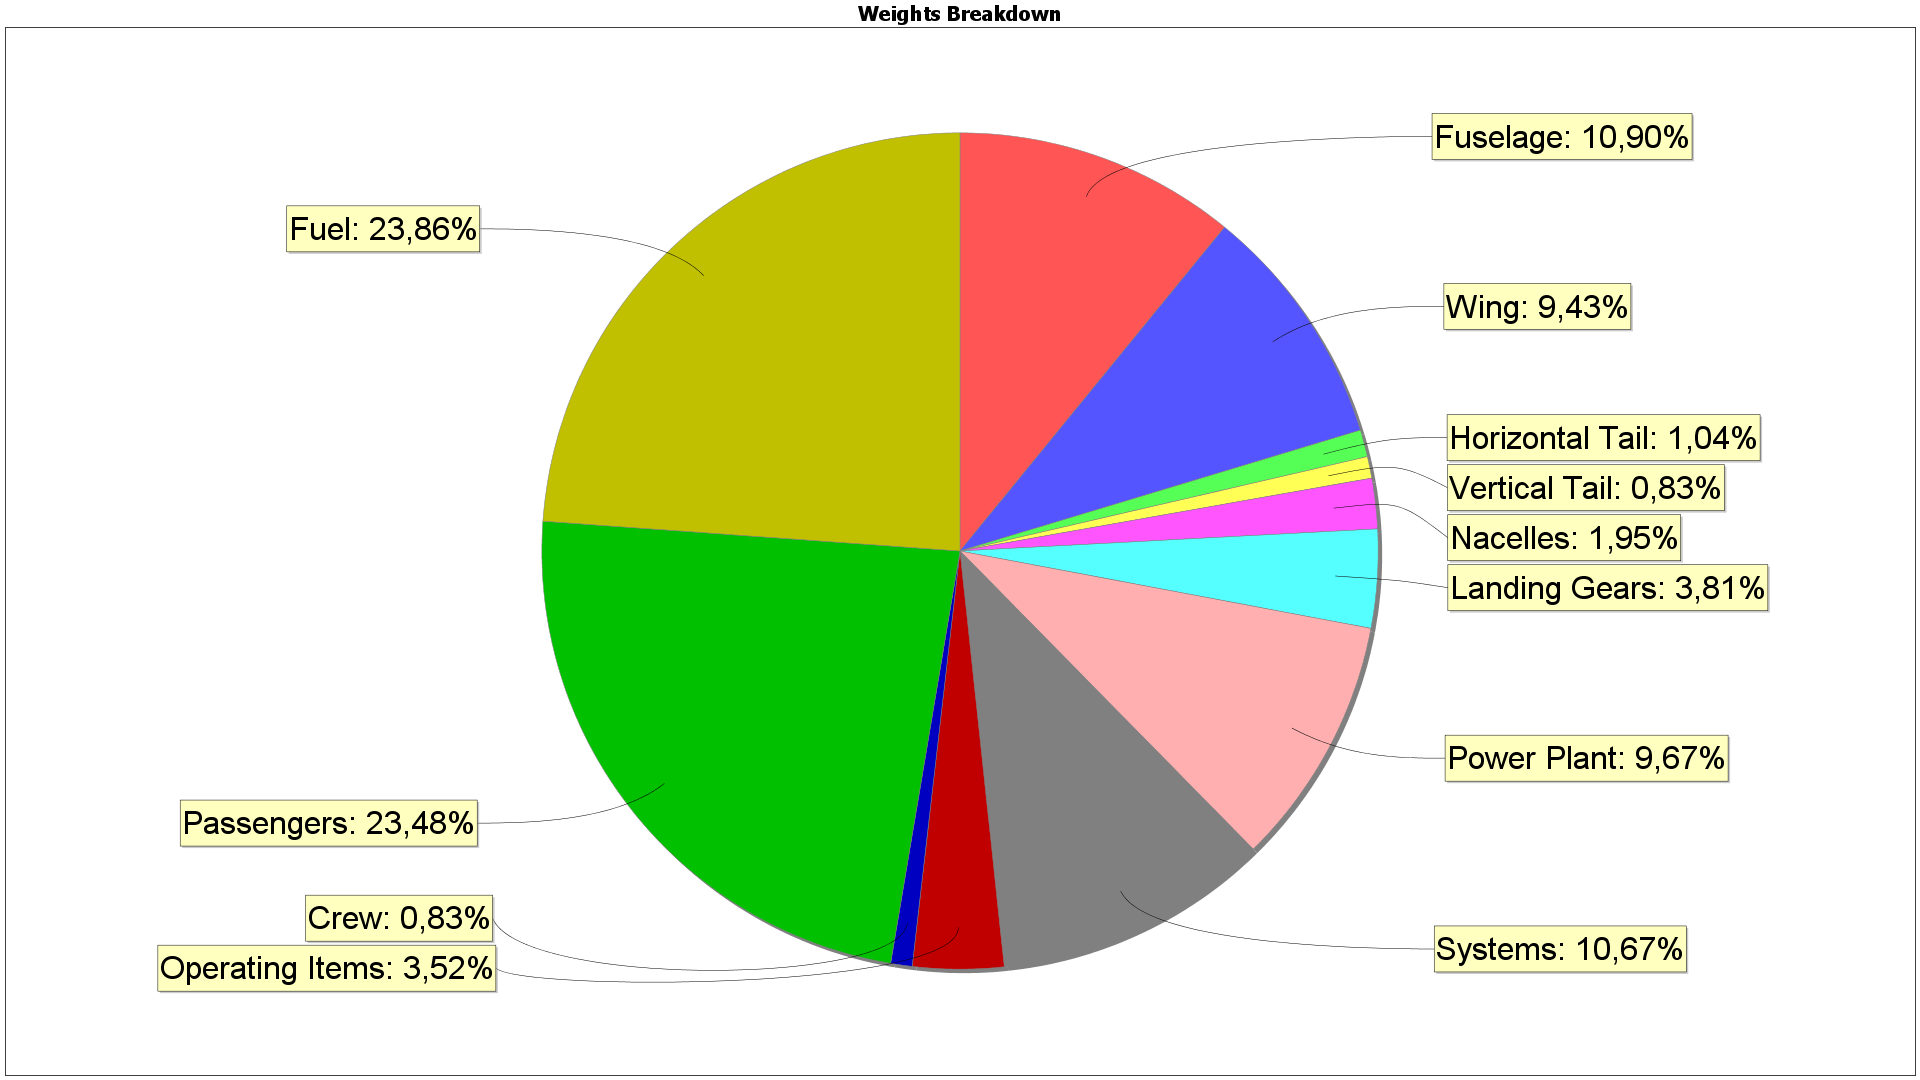 Weights Breakdown
Fuselage: 10,90%
Fuel: 23,86%
Wing: 9,43%
Horizontal Tail: 1,04%
Vertical Tail: 0,83%
Nacelles: 1,95%
Landing Gears: 3,81%
Power Plant: 9,67%
Passengers: 23,48%
Crew: 0,83%
Systems: 10,67%
Operating Items: 3,52%